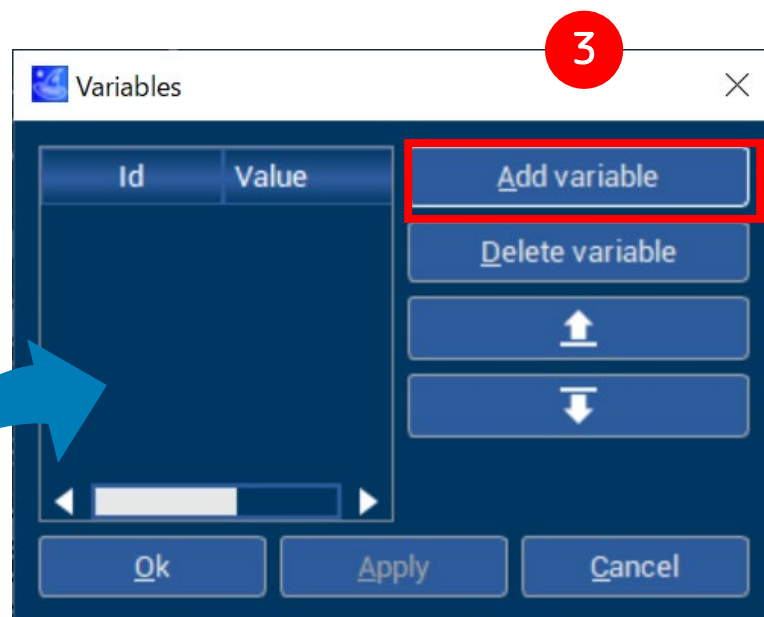 3
Variables
Id Value
Add variable
Delete variable
Ok Apply Cancel